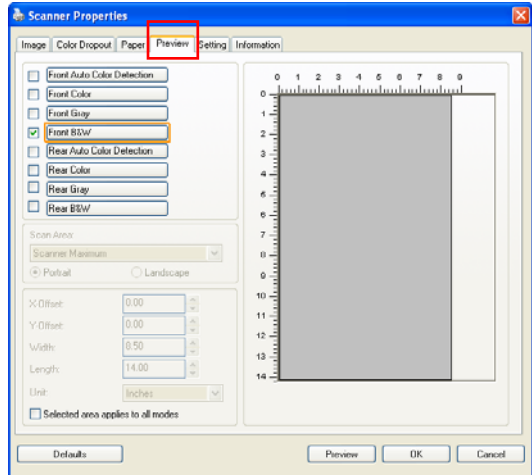 Scanner Properties
Image Color Dropout Paper Preview Setting Information
Front Auto Color Detection
Front Color
Front Gray
Front B&W
Rear Auto Color Detection
Rear Color
Rear Gray
Rear B&W
Scan Area:
Scanner Maximum
Portrait Landscape
X Offset: 0.00
Y Offset: 0.00
Width: 8.50
Length: 14.00
Unit: Inches
Selected area applies to all modes
0 1 2 3 4 5 6 7 8 9
0
1
2
3
4
5
6
7
8
9
10
11
12
13
14
Defaults Preview OK Cancel